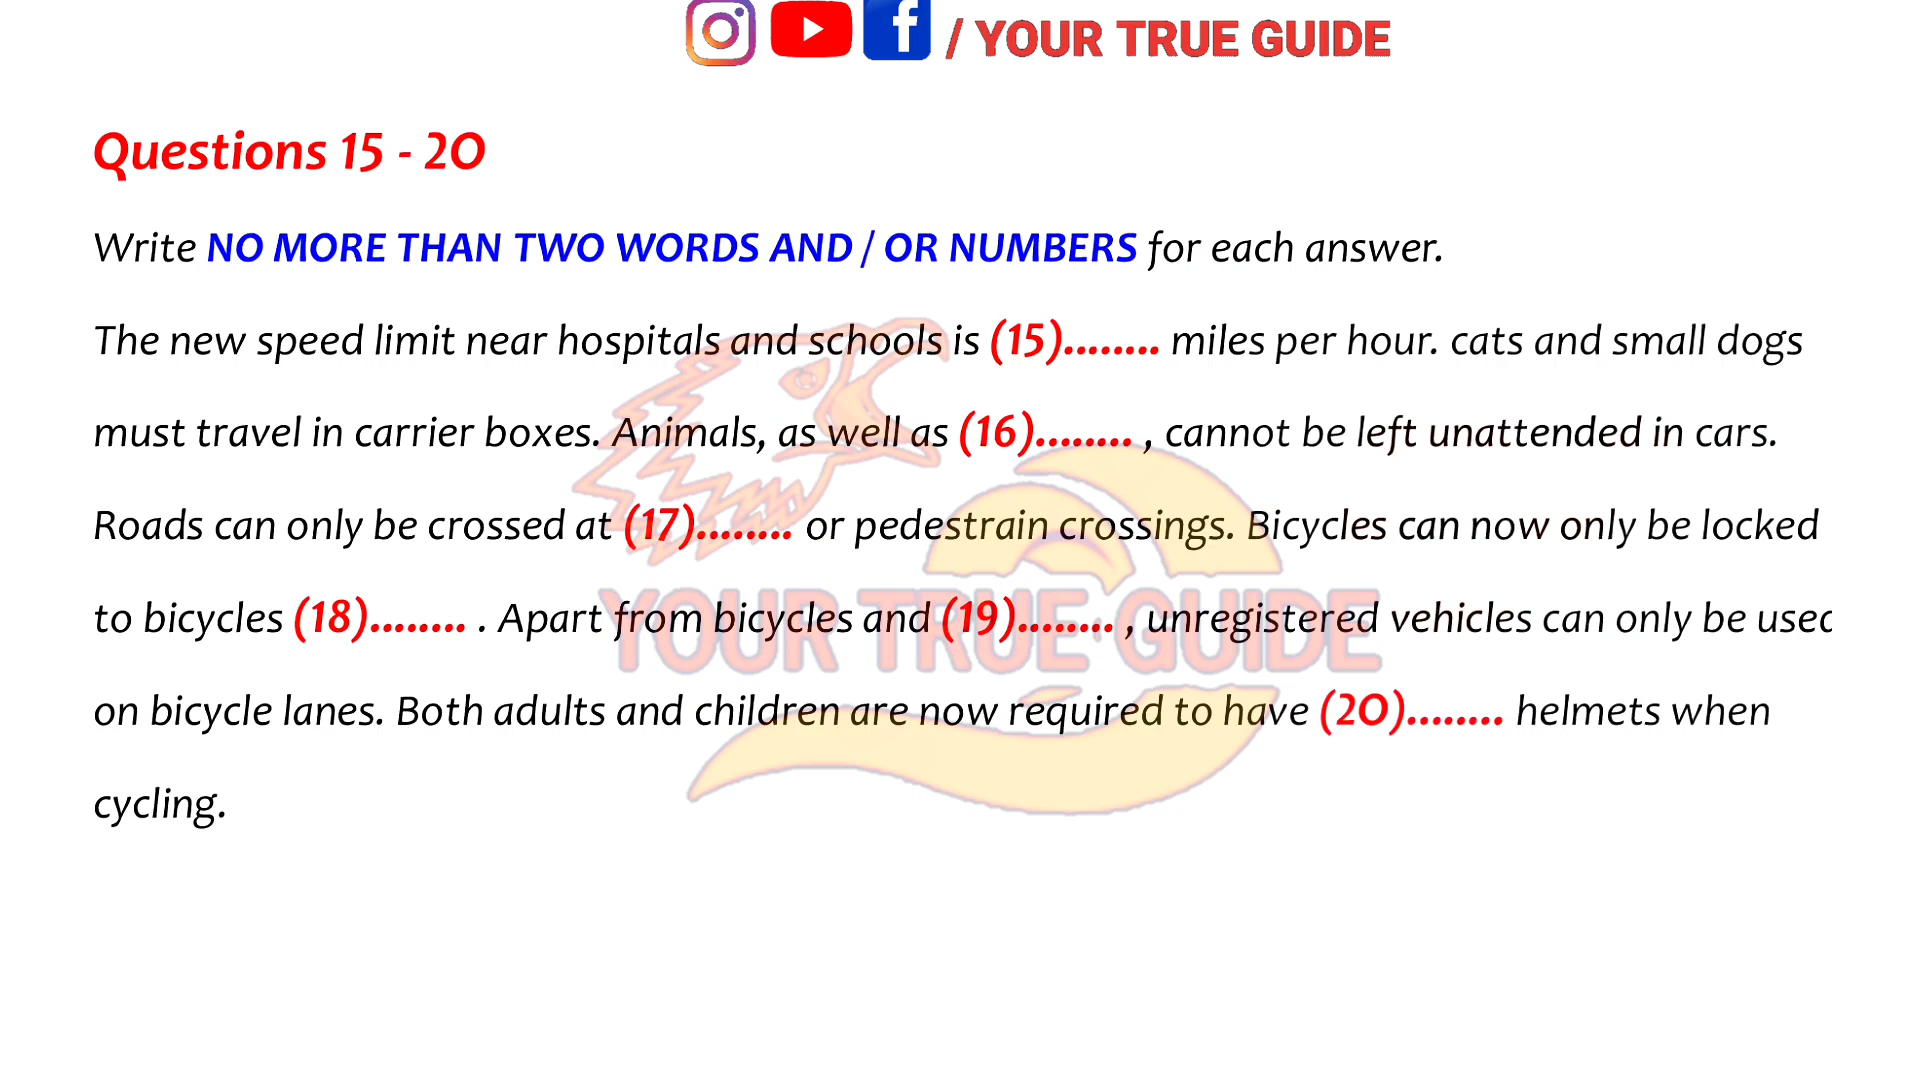 / YOUR TRUE GUIDE
Questions 15 - 20
Write NO MORE THAN TWO WORDS AND / OR NUMBERS for each answer.
The new speed limit near hospitals and schools is (15)........ miles per hour. cats and small dogs
must travel in carrier boxes. Animals, as well as (16)........ , cannot be left unattended in cars.
Roads can only be crossed at (17)........ or pedestrain crossings. Bicycles can now only be locked
to bicycles (18)........ . Apart from bicycles and (19)........ , unregistered vehicles can only be used
on bicycle lanes. Both adults and children are now required to have (20)........ helmets when
cycling.
YOUR TRUE GUIDE